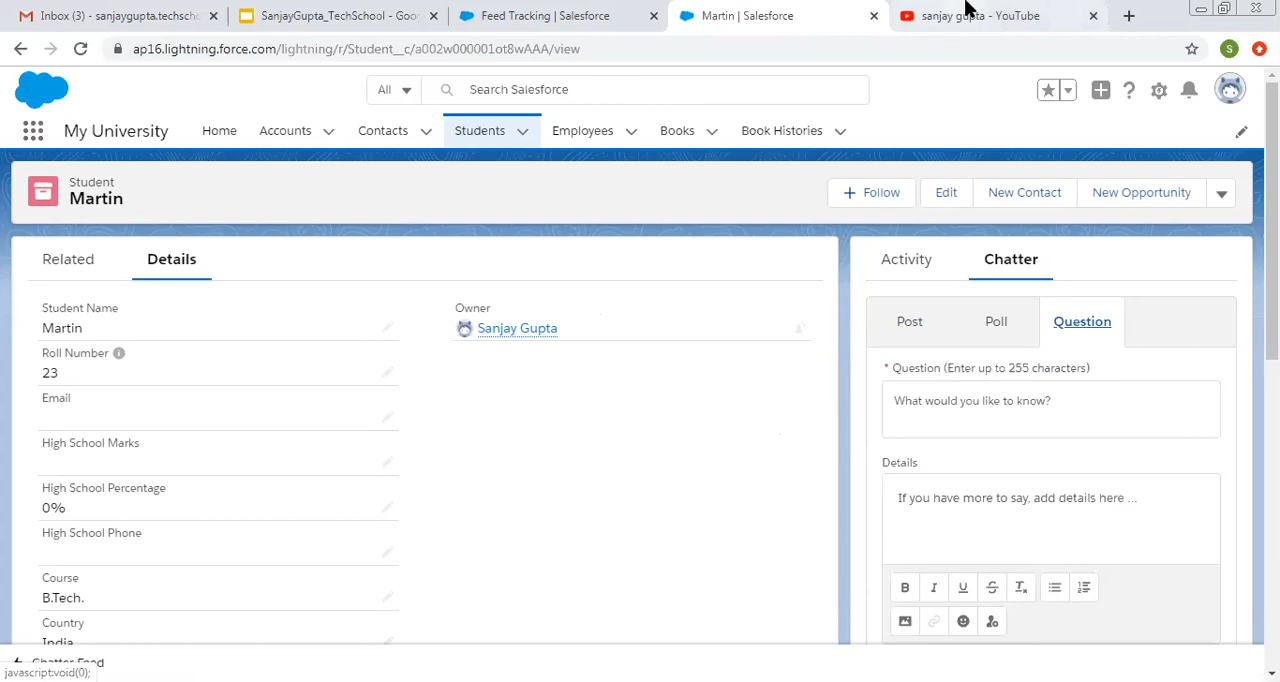 Inbox (3) - sanjaygupta.techscho
SanjayGupta_TechSchool - Goo
Feed Tracking | Salesforce
Martin | Salesforce
sanjay gupta - YouTube
ap16.lightning.force.com/lightning/r/Student__c/a002w000001ot8wAAA/view
S
All
Search Salesforce
My University
Home
Accounts
Contacts
Students
Employees
Books
Book Histories
Student
Martin
Follow
Edit
New Contact
New Opportunity
Related
Details
Student Name
Martin
Roll Number
23
Email
High School Marks
High School Percentage
0%
High School Phone
Course
B.Tech.
Country
India
Owner
Sanjay Gupta
Activity
Chatter
Post
Poll
Question
* Question (Enter up to 255 characters)
What would you like to know?
Details
If you have more to say, add details here ...
Chatter Feed
javascript:void(0);